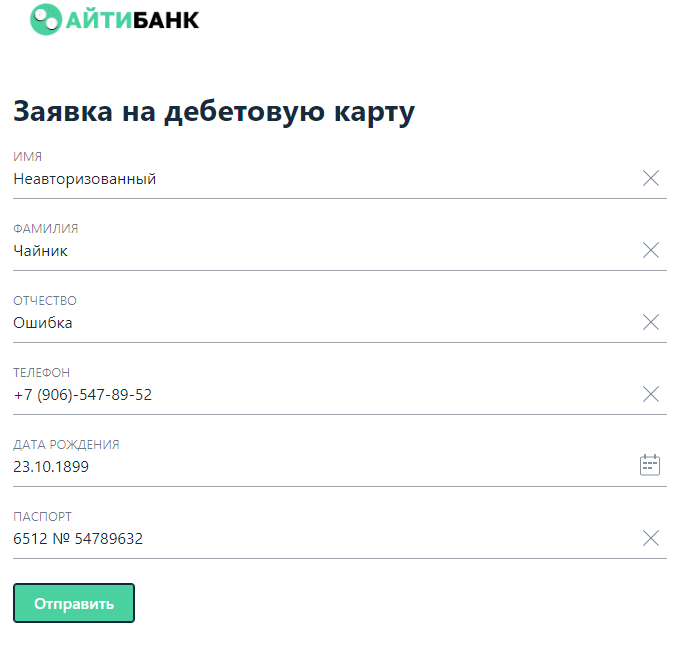 АЙТИБАНК
Заявка на дебетовую карту
ИМЯ
Неавторизованный
ФАМИЛИЯ
Чайник
ОТЧЕСТВО
Ошибка
ТЕЛЕФОН
+7 (906)-547-89-52
ДАТА РОЖДЕНИЯ
23.10.1899
ПАСПОРТ
6512 № 54789632
Отправить